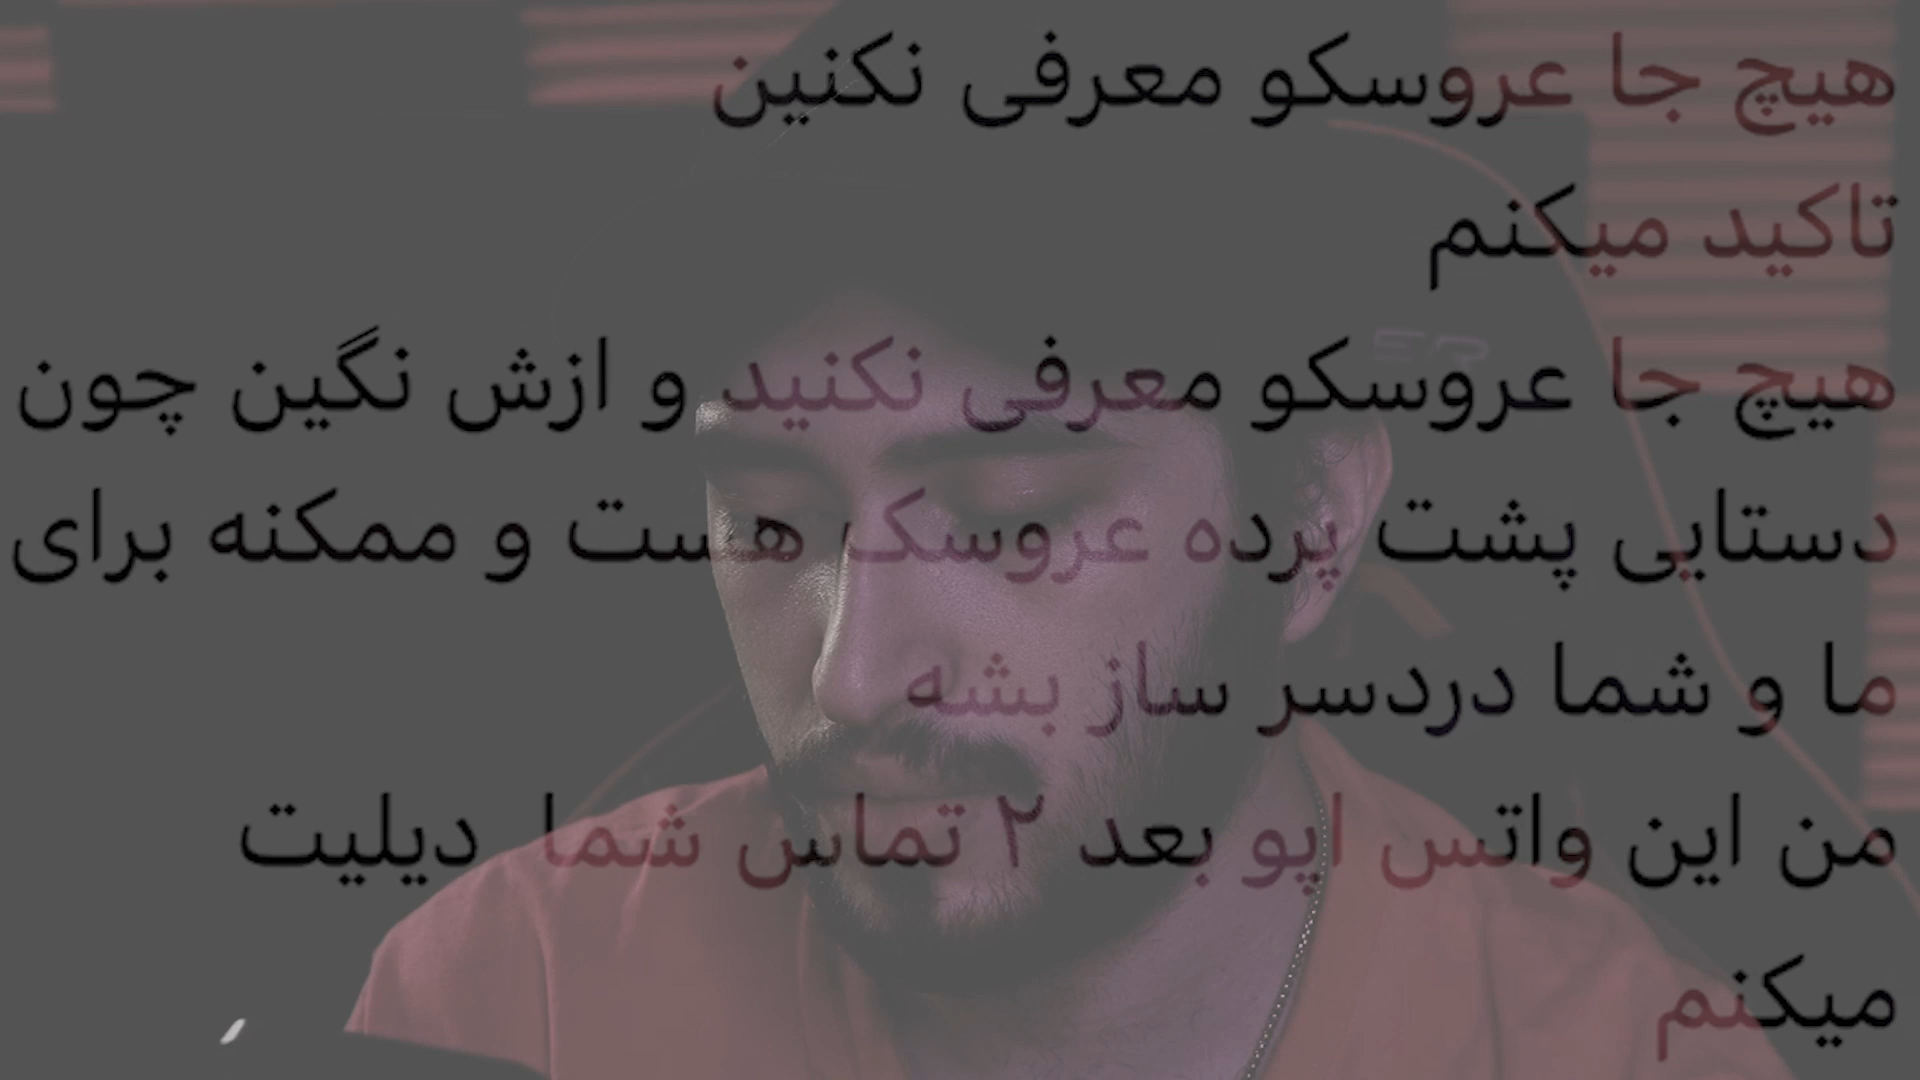 هیچ جا عروسکو معرفی نکنین
تاکید میکنم
هیچ جا عروسکو معرفی نکنید و ازش نگین چون
دستایی پشت پرده عروسک هست و ممکنه برای
ما و شما دردسر ساز بشه
من این واتس اپو بعد ۲ تماس شما دیلیت
میکنم